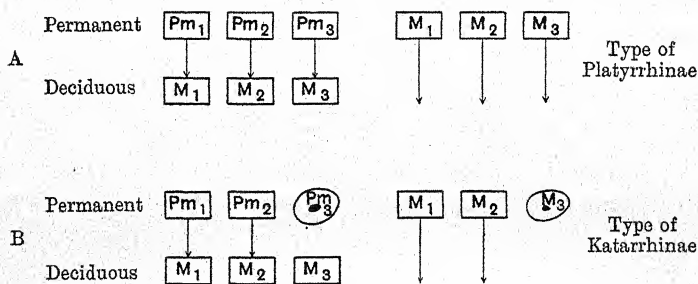 Permanent Pm1 Pm2 Pm3 M1 M2 M3
A
Type of
Platyrrhinae
Deciduous M1 M2 M3
Permanent Pm1 Pm2 Pm3 M1 M2 M3
B
Type of
Katarrhinae
Deciduous M1 M2 M3